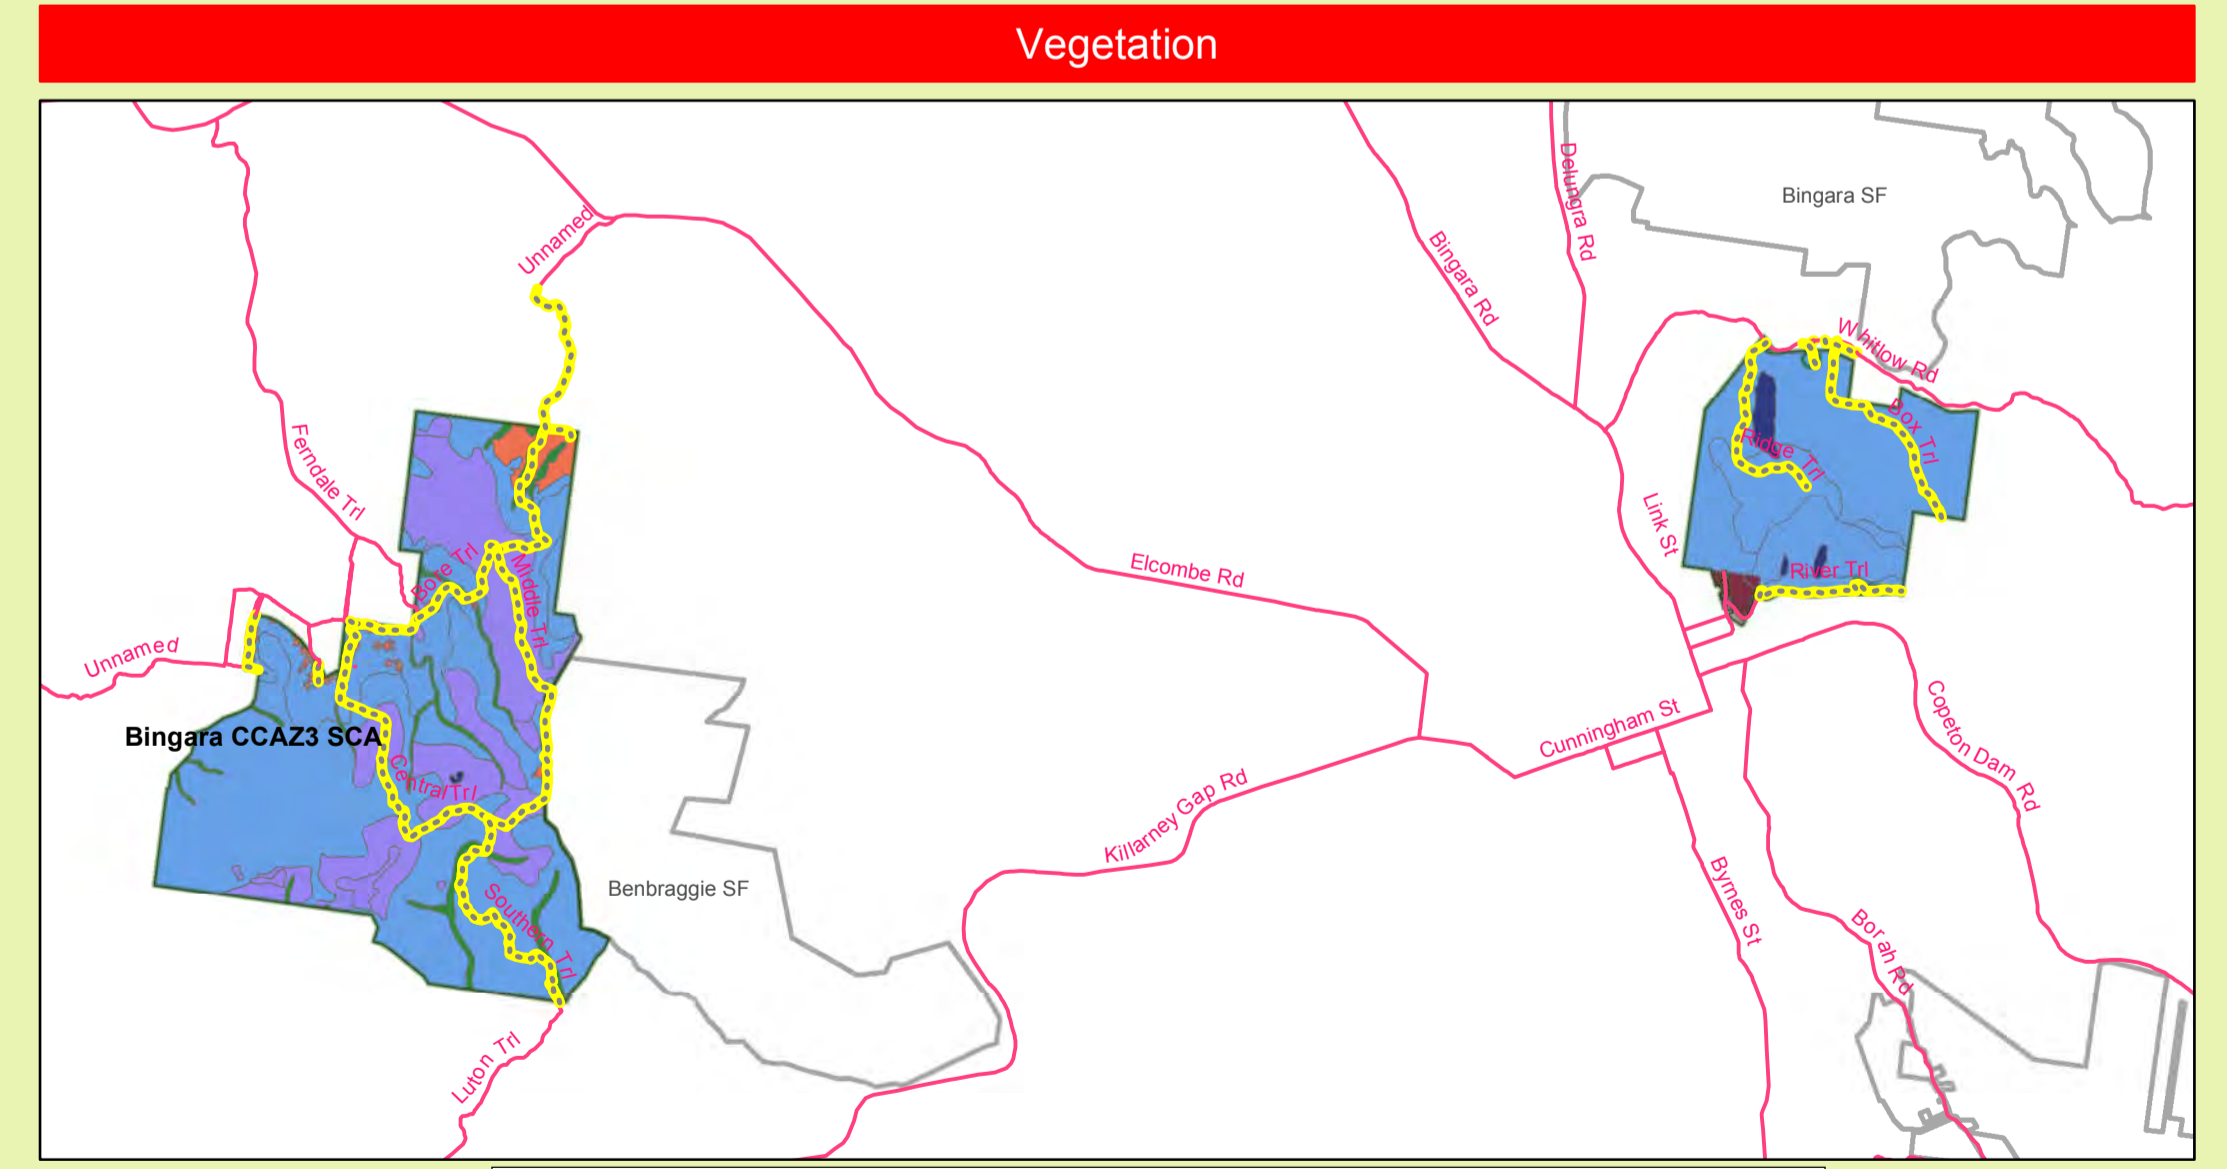 Vegetation
Delungra Rd
Bingara SF
Unnamed
Bingara Rd
Whitlow Rd
Ferndale Trl
Box Trl
Ridge Trl
Link St
Bore Trl
Middle Trl
Elcombe Rd
River Trl
Unnamed
Bingara CCAZ3 SCA
Cunningham St
Copeton Dam Rd
Central Trl
Killarney Gap Rd
Benbraggie SF
Byrnes St
Southern Trl
Borah Rd
Luton Trl